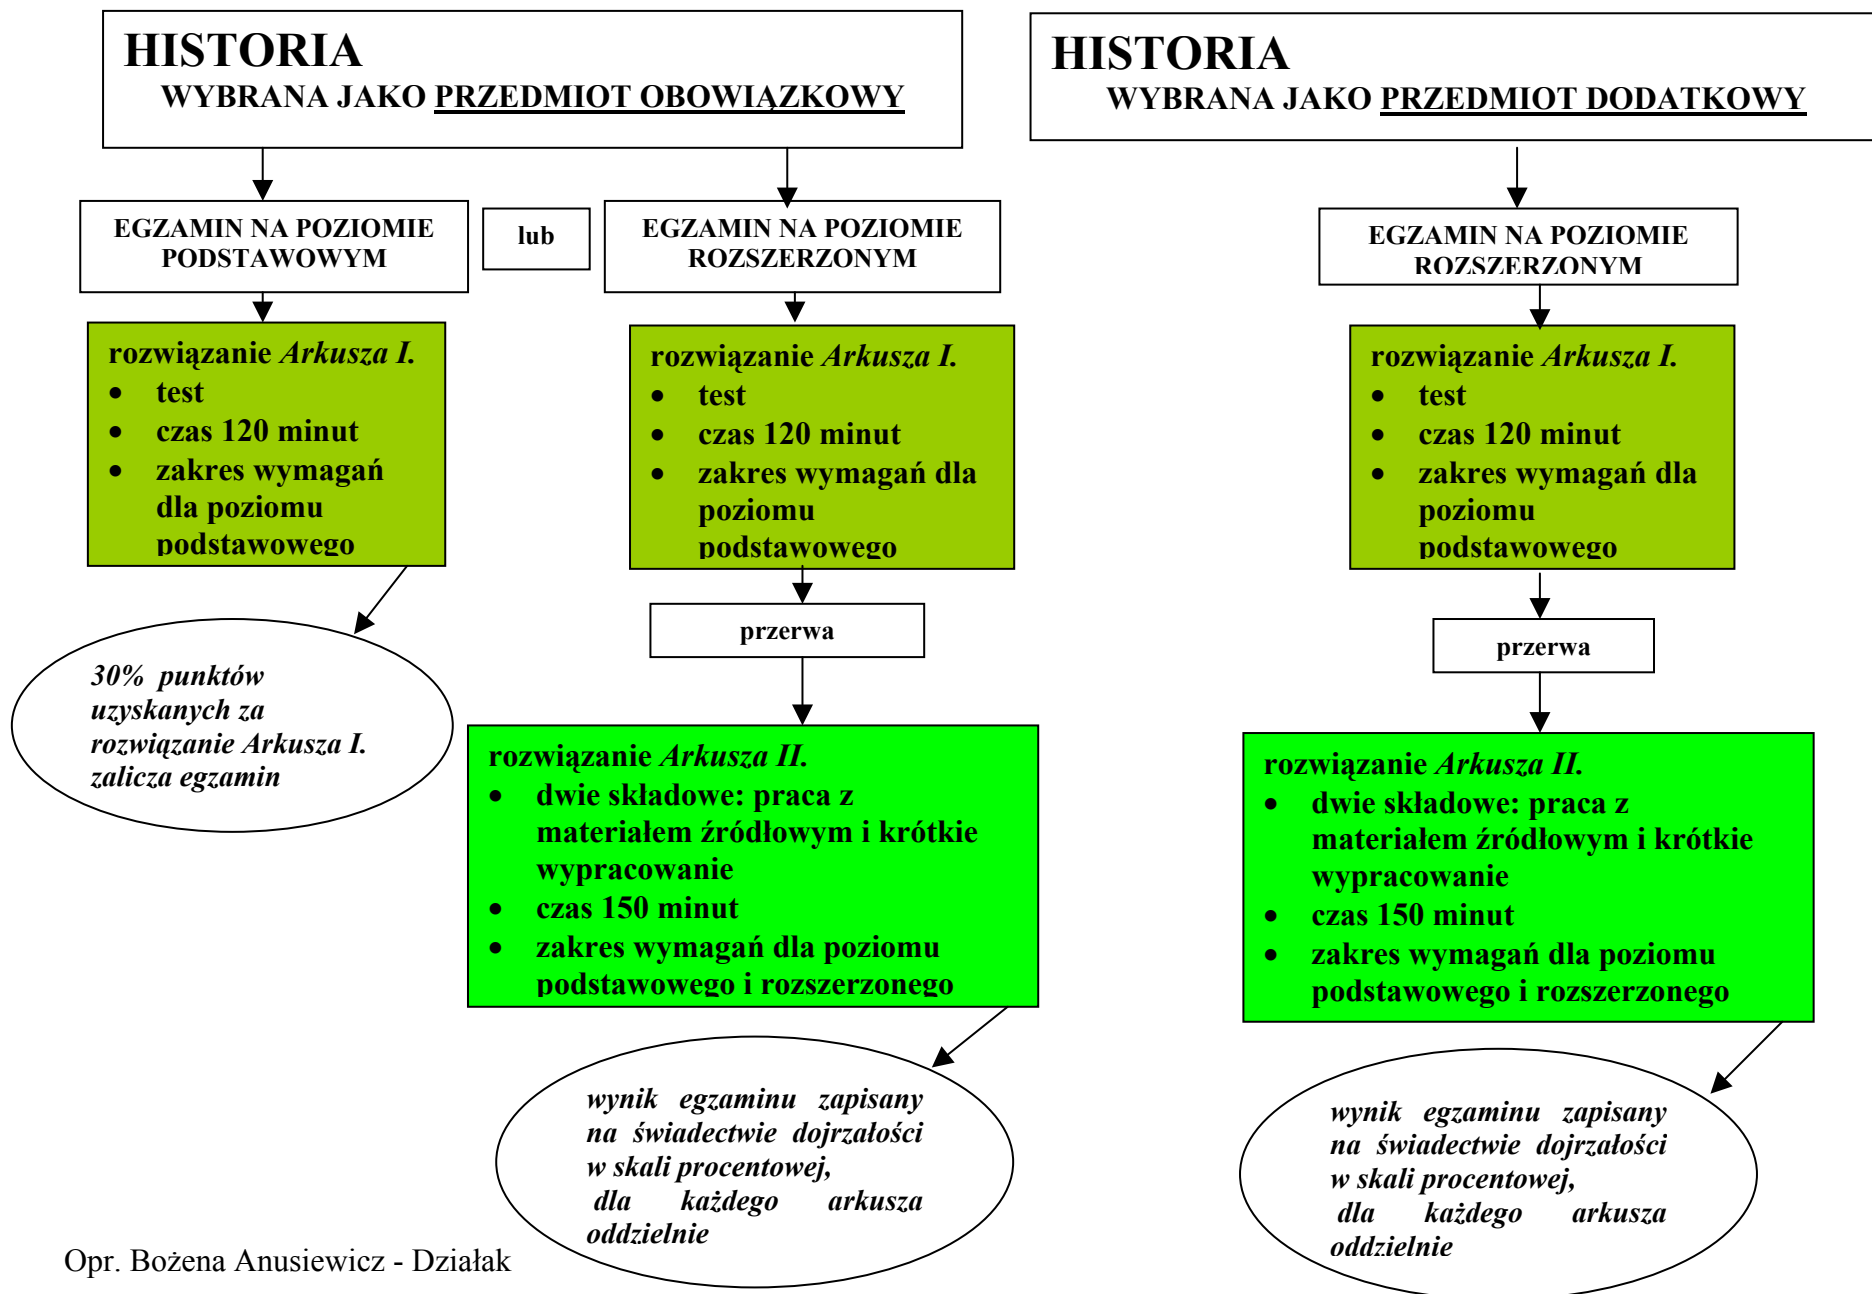 HISTORIA
WYBRANA JAKO PRZEDMIOT OBOWIĄZKOWY
EGZAMIN NA POZIOMIE
PODSTAWOWYM
lub
EGZAMIN NA POZIOMIE
ROZSZERZONYM
rozwiązanie Arkusza I.
• test
• czas 120 minut
• zakres wymagań
dla poziomu
podstawowego
30% punktów
uzyskanych za
rozwiązanie Arkusza I.
zalicza egzamin
rozwiązanie Arkusza I.
• test
• czas 120 minut
• zakres wymagań dla
poziomu
podstawowego
przerwa
rozwiązanie Arkusza II.
• dwie składowe: praca z
materiałem źródłowym i krótkie
wypracowanie
• czas 150 minut
• zakres wymagań dla poziomu
podstawowego i rozszerzonego
wynik egzaminu zapisany
na świadectwie dojrzałości
w skali procentowej,
dla każdego arkusza
oddzielnie
HISTORIA
WYBRANA JAKO PRZEDMIOT DODATKOWY
EGZAMIN NA POZIOMIE
ROZSZERZONYM
rozwiązanie Arkusza I.
• test
• czas 120 minut
• zakres wymagań dla
poziomu
podstawowego
przerwa
rozwiązanie Arkusza II.
• dwie składowe: praca z
materiałem źródłowym i krótkie
wypracowanie
• czas 150 minut
• zakres wymagań dla poziomu
podstawowego i rozszerzonego
wynik egzaminu zapisany
na świadectwie dojrzałości
w skali procentowej,
dla każdego arkusza
oddzielnie
Opr. Bożena Anusiewicz - Działak